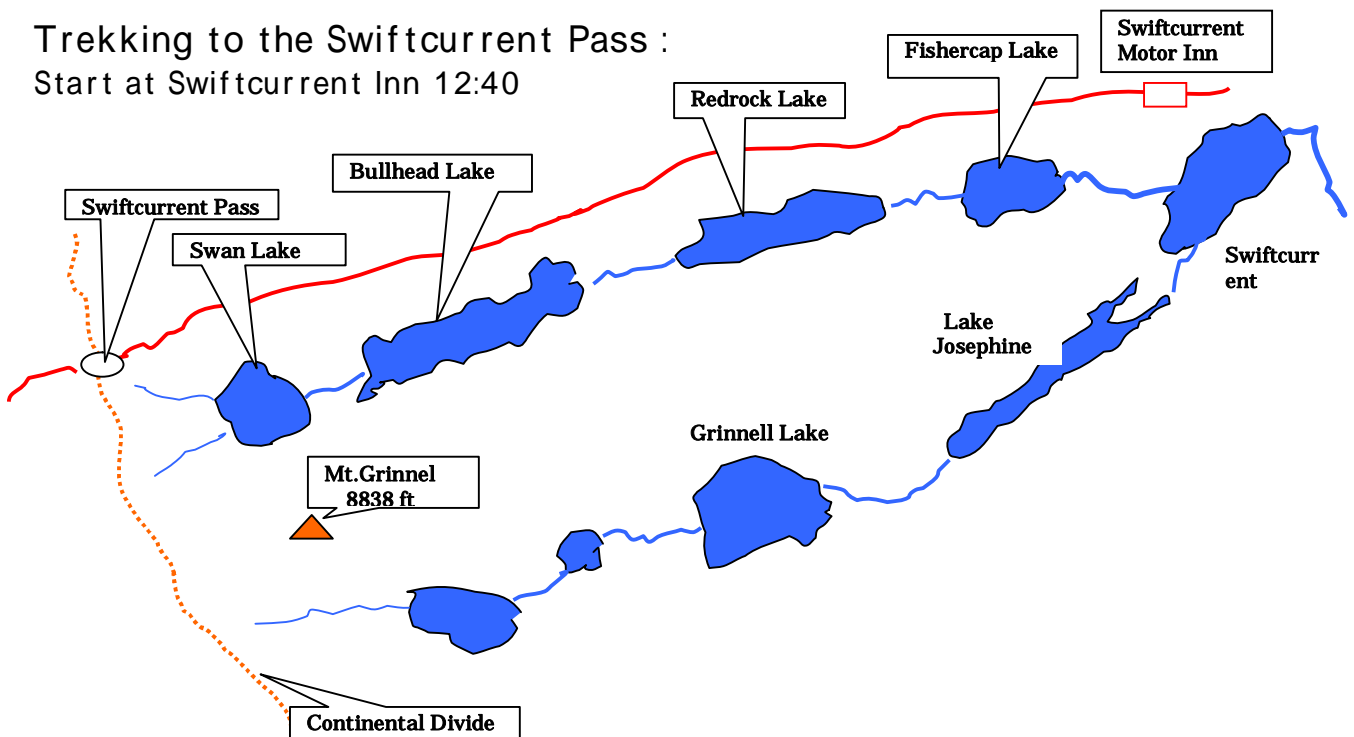 Trekking to the Swiftcurrent Pass :
Start at Swiftcurrent Inn 12:40
Swiftcurrent
Motor Inn
Fishercap Lake
Redrock Lake
Bullhead Lake
Swiftcurrent Pass
Swan Lake
Swiftcurr
ent
Lake
Josephine
Grinnell Lake
Mt.Grinnel
8838 ft
Continental Divide